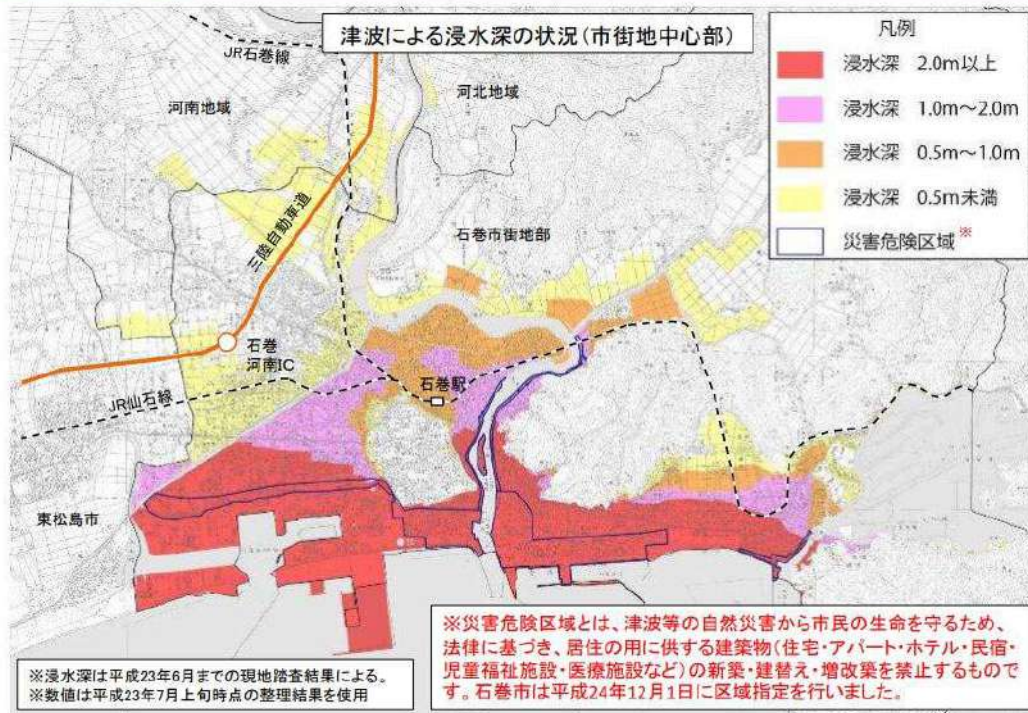 津波による浸水深の状況(市街地中心部)
凡例
浸水深 2.0m以上
浸水深 1.0m～2.0m
浸水深 0.5m～1.0m
浸水深 0.5m未満
災害危険区域※
JR石巻線
河南地域
河北地域
三陸自動車道
石巻市街地部
石巻
河南IC
石巻駅
JR仙石線
東松島市
※浸水深は平成23年6月までの現地踏査結果による。
※数値は平成23年7月上旬時点の整理結果を使用
※災害危険区域とは、津波等の自然災害から市民の生命を守るため、
法律に基づき、居住の用に供する建築物(住宅・アパート・ホテル・民宿・
児童福祉施設・医療施設など)の新築・建替え・増改築を禁止するもので
す。石巻市は平成24年12月1日に区域指定を行いました。